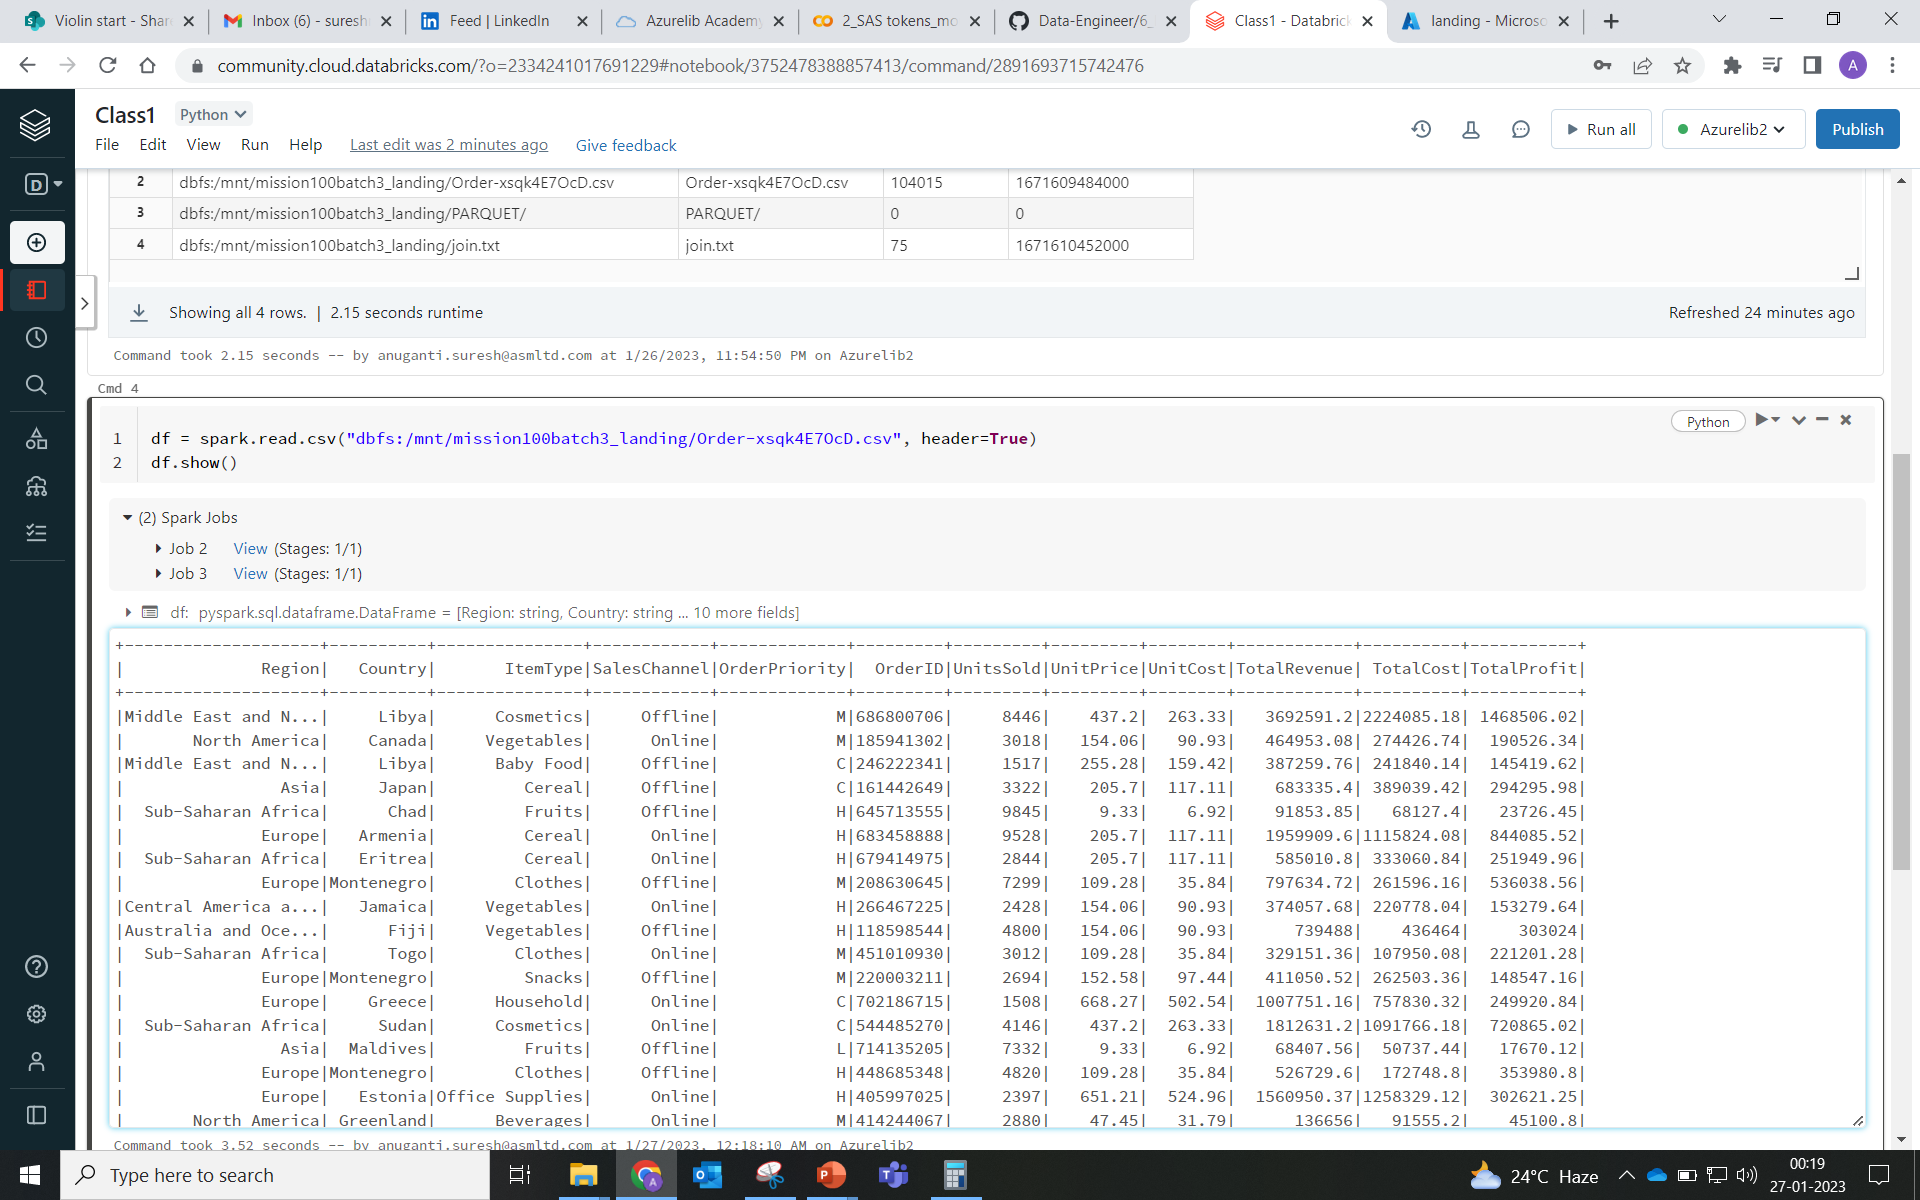 Violin start - Share
Inbox (6) - suresh
Feed | LinkedIn
Azurelib Academy
2_SAS tokens_mo
Data-Engineer/6_
Class1 - Databrick
landing - Microso
community.cloud.databricks.com/?o=2334241017691229#notebook/3752478388857413/command/2891693715742476
A
Class1 Python
File Edit View Run Help Last edit was 2 minutes ago Give feedback
Run all
Azurelib2
Publish
D
2 dbfs:/mnt/mission100batch3_landing/Order-xsqk4E7OcD.csv Order-xsqk4E7OcD.csv 104015 1671609484000
3 dbfs:/mnt/mission100batch3_landing/PARQUET/ PARQUET/ 0 0
4 dbfs:/mnt/mission100batch3_landing/join.txt join.txt 75 1671610452000
Showing all 4 rows. | 2.15 seconds runtime Refreshed 24 minutes ago
Command took 2.15 seconds -- by anuganti.suresh@asmltd.com at 1/26/2023, 11:54:50 PM on Azurelib2
Cmd 4
Python
1 df = spark.read.csv("dbfs:/mnt/mission100batch3_landing/Order-xsqk4E7OcD.csv", header=True)
2 df.show()
(2) Spark Jobs
Job 2 View (Stages: 1/1)
Job 3 View (Stages: 1/1)
df: pyspark.sql.dataframe.DataFrame = [Region: string, Country: string ... 10 more fields]
+--------------------+----------+---------------+------------+-------------+---------+---------+---------+--------+------------+----------+-----------+
|              Region|   Country|       ItemType|SalesChannel|OrderPriority|  OrderID|UnitsSold|UnitPrice|UnitCost|TotalRevenue| TotalCost|TotalProfit|
+--------------------+----------+---------------+------------+-------------+---------+---------+---------+--------+------------+----------+-----------+
|Middle East and N...|     Libya|      Cosmetics|     Offline|            M|686800706|     8446|    437.2|  263.33|   3692591.2|2224085.18| 1468506.02|
|       North America|    Canada|     Vegetables|      Online|            M|185941302|     3018|   154.06|   90.93|   464953.08| 274426.74|  190526.34|
|Middle East and N...|     Libya|      Baby Food|     Offline|            C|246222341|     1517|   255.28|  159.42|   387259.76| 241840.14|  145419.62|
|                Asia|     Japan|         Cereal|     Offline|            C|161442649|     3322|    205.7|  117.11|    683335.4| 389039.42|  294295.98|
|  Sub-Saharan Africa|      Chad|         Fruits|     Offline|            H|645713555|     9845|     9.33|    6.92|    91853.85|   68127.4|   23726.45|
|              Europe|   Armenia|         Cereal|      Online|            H|683458888|     9528|    205.7|  117.11|   1959909.6|1115824.08|  844085.52|
|  Sub-Saharan Africa|   Eritrea|         Cereal|      Online|            H|679414975|     2844|    205.7|  117.11|    585010.8| 333060.84|  251949.96|
|              Europe|Montenegro|        Clothes|     Offline|            M|208630645|     7299|   109.28|   35.84|   797634.72| 261596.16|  536038.56|
|Central America a...|   Jamaica|     Vegetables|      Online|            H|266467225|     2428|   154.06|   90.93|   374057.68| 220778.04|  153279.64|
|Australia and Oce...|      Fiji|     Vegetables|     Offline|            H|118598544|     4800|   154.06|   90.93|      739488|    436464|     303024|
|  Sub-Saharan Africa|      Togo|        Clothes|      Online|            M|451010930|     3012|   109.28|   35.84|   329151.36| 107950.08|  221201.28|
|              Europe|Montenegro|         Snacks|     Offline|            M|220003211|     2694|   152.58|   97.44|   411050.52| 262503.36|  148547.16|
|              Europe|    Greece|      Household|      Online|            C|702186715|     1508|   668.27|  502.54|  1007751.16| 757830.32|  249920.84|
|  Sub-Saharan Africa|     Sudan|      Cosmetics|      Online|            C|544485270|     4146|    437.2|  263.33|   1812631.2|1091766.18|  720865.02|
|                Asia|  Maldives|         Fruits|     Offline|            L|714135205|     7332|     9.33|    6.92|    68407.56|  50737.44|   17670.12|
|              Europe|Montenegro|        Clothes|     Offline|            H|448685348|     4820|   109.28|   35.84|    526729.6|  172748.8|   353980.8|
|              Europe|   Estonia|Office Supplies|      Online|            H|405997025|     2397|   651.21|  524.96|  1560950.37|1258329.12|  302621.25|
|       North America| Greenland|      Beverages|      Online|            M|414244067|     2880|    47.45|   31.79|      136656|   91555.2|    45100.8|
Command took 3.52 seconds -- by anuganti.suresh@asmltd.com at 1/27/2023, 12:18:10 AM on Azurelib2
Type here to search
24°C Haze
00:19
27-01-2023